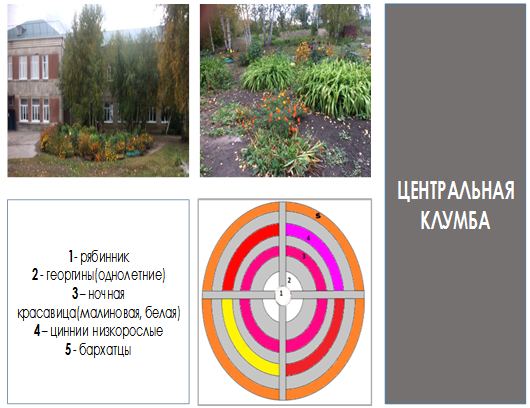 ЦЕНТРАЛЬНАЯ
КЛУМБА
1- рябинник
2 - георгины(однолетние)
3 – ночная
красавица(малиновая, белая)
4 – циннии низкорослые
5 - бархатцы
5
4
3
2
1